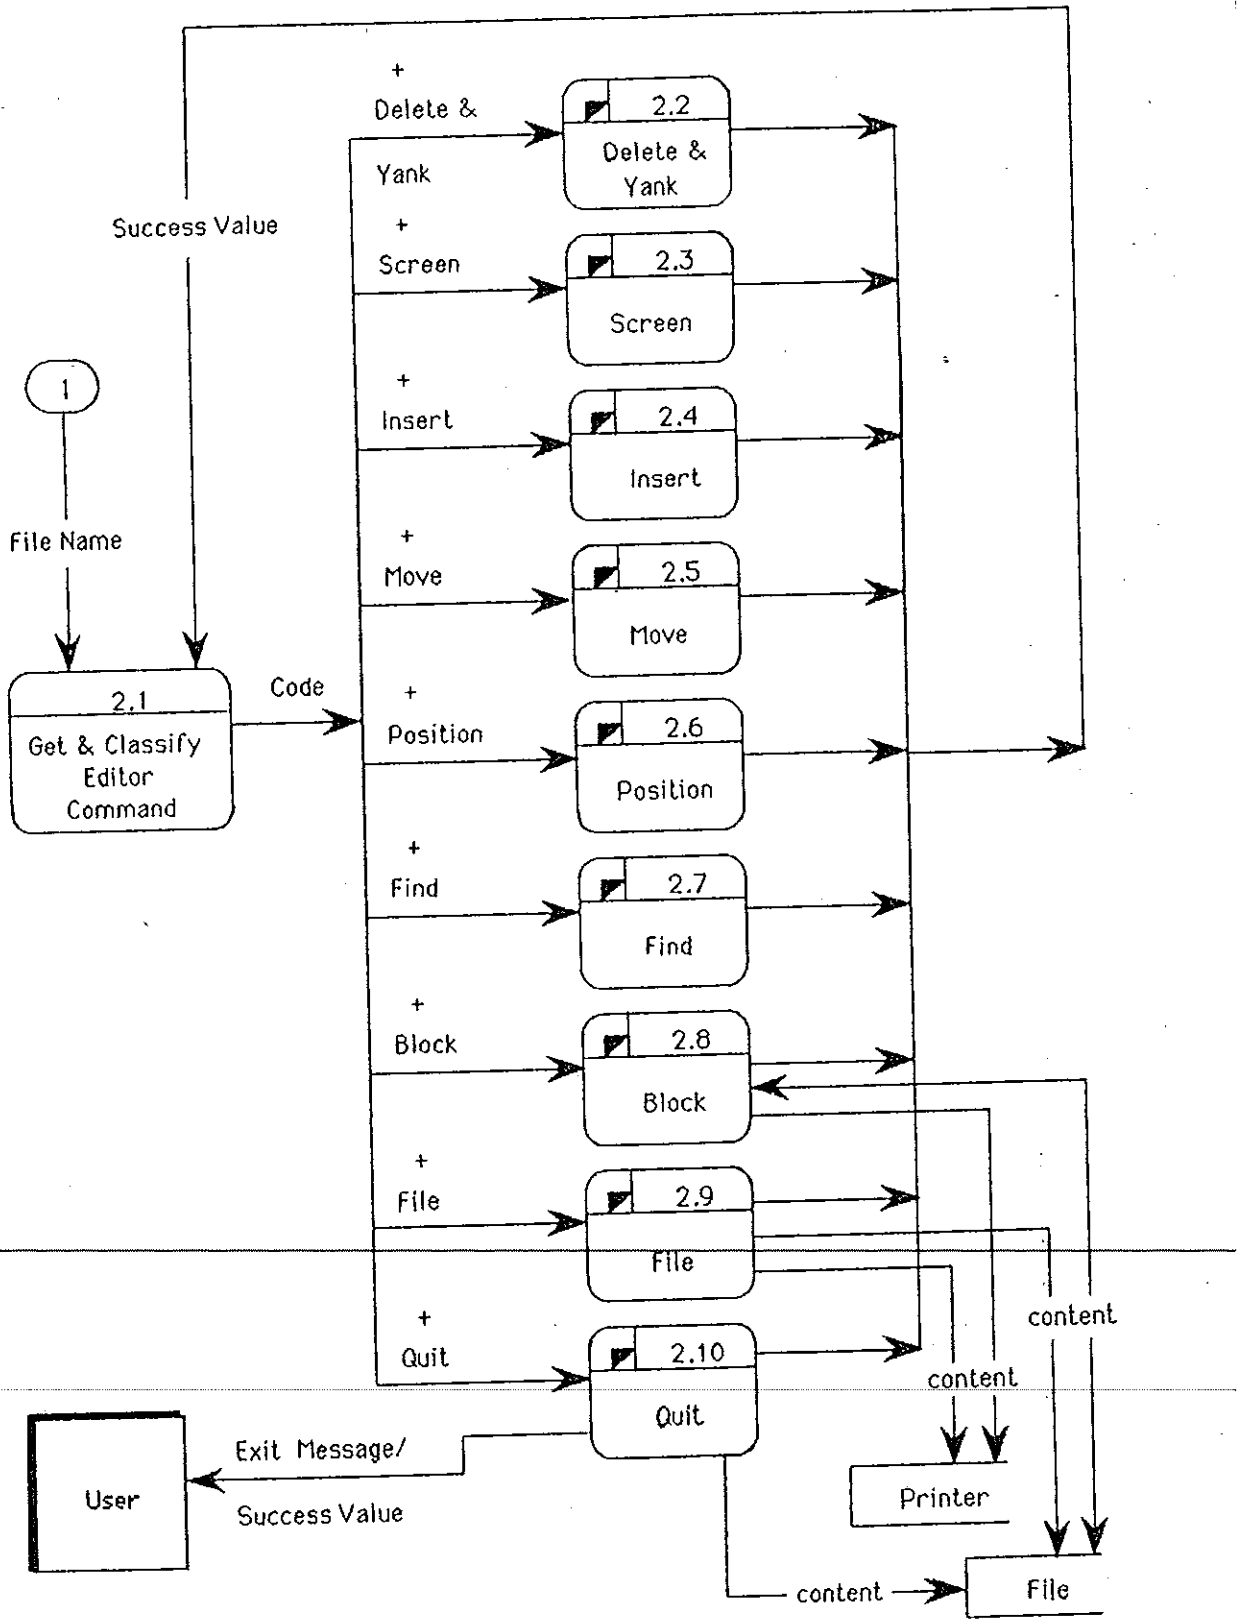 +
Delete &
Yank
2.2
Delete &
Yank
Success Value
+
Screen
2.3
Screen
1
+
Insert
2.4
Insert
File Name
+
Move
2.5
Move
2.1
Get & Classify
Editor
Command
Code
+
Position
2.6
Position
+
Find
2.7
Find
+
Block
2.8
Block
+
File
2.9
File
content
+
Quit
2.10
Quit
content
User
Exit Message/
Success Value
Printer
content
File